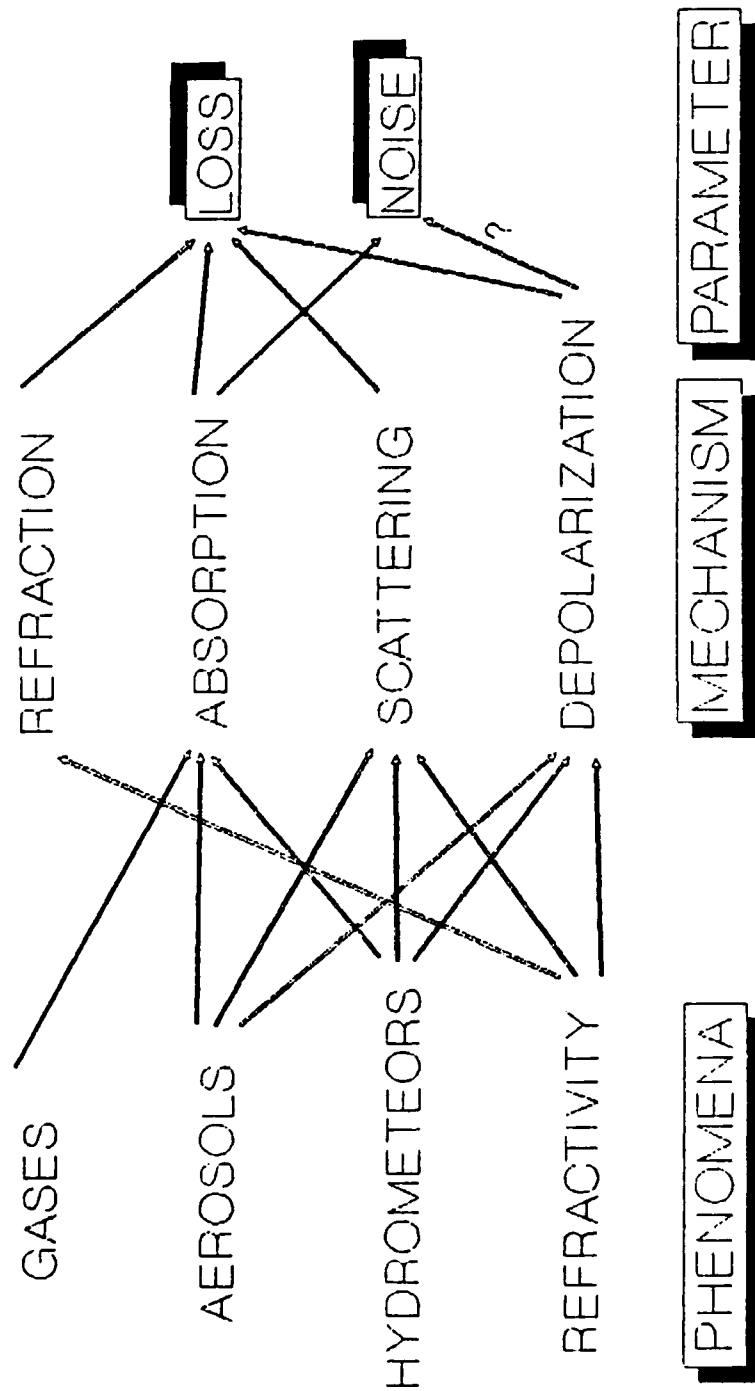 GASES
AEROSOLS
HYDROMETEORS
REFRACTIVITY
PHENOMENA
REFRACTION
ABSORPTION
SCATTERING
DEPOLARIZATION
MECHANISM
LOSS
NOISE
?
PARAMETER